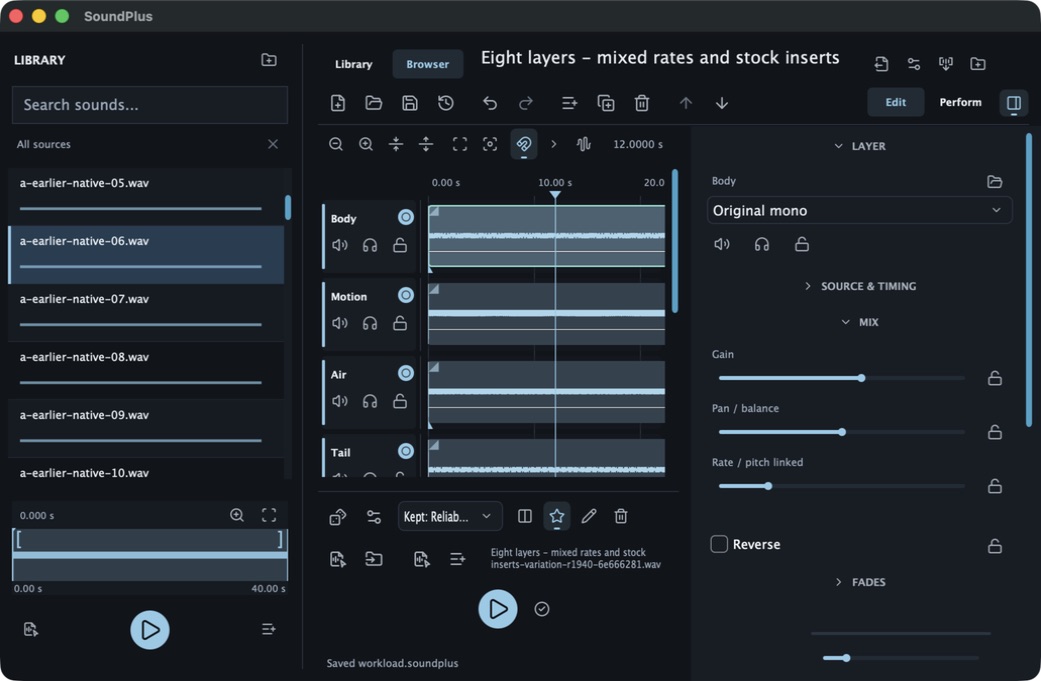 SoundPlus
LIBRARY
Search sounds...
All sources
a-earlier-native-05.wav
a-earlier-native-06.wav
a-earlier-native-07.wav
a-earlier-native-08.wav
a-earlier-native-09.wav
a-earlier-native-10.wav
0.000 s
[ ]
0.00 s 40.00 s
Library Browser Eight layers – mixed rates and stock inserts
Edit Perform
12.0000 s
0.00 s 10.00 s 20.0
Body
Motion
Air
Tail
Kept: Reliab...
Eight layers – mixed rates and stock
inserts-variation-r1940-6e666281.wav
Saved workload.soundplus
LAYER
Body
Original mono
SOURCE & TIMING
MIX
Gain
Pan / balance
Rate / pitch linked
Reverse
FADES